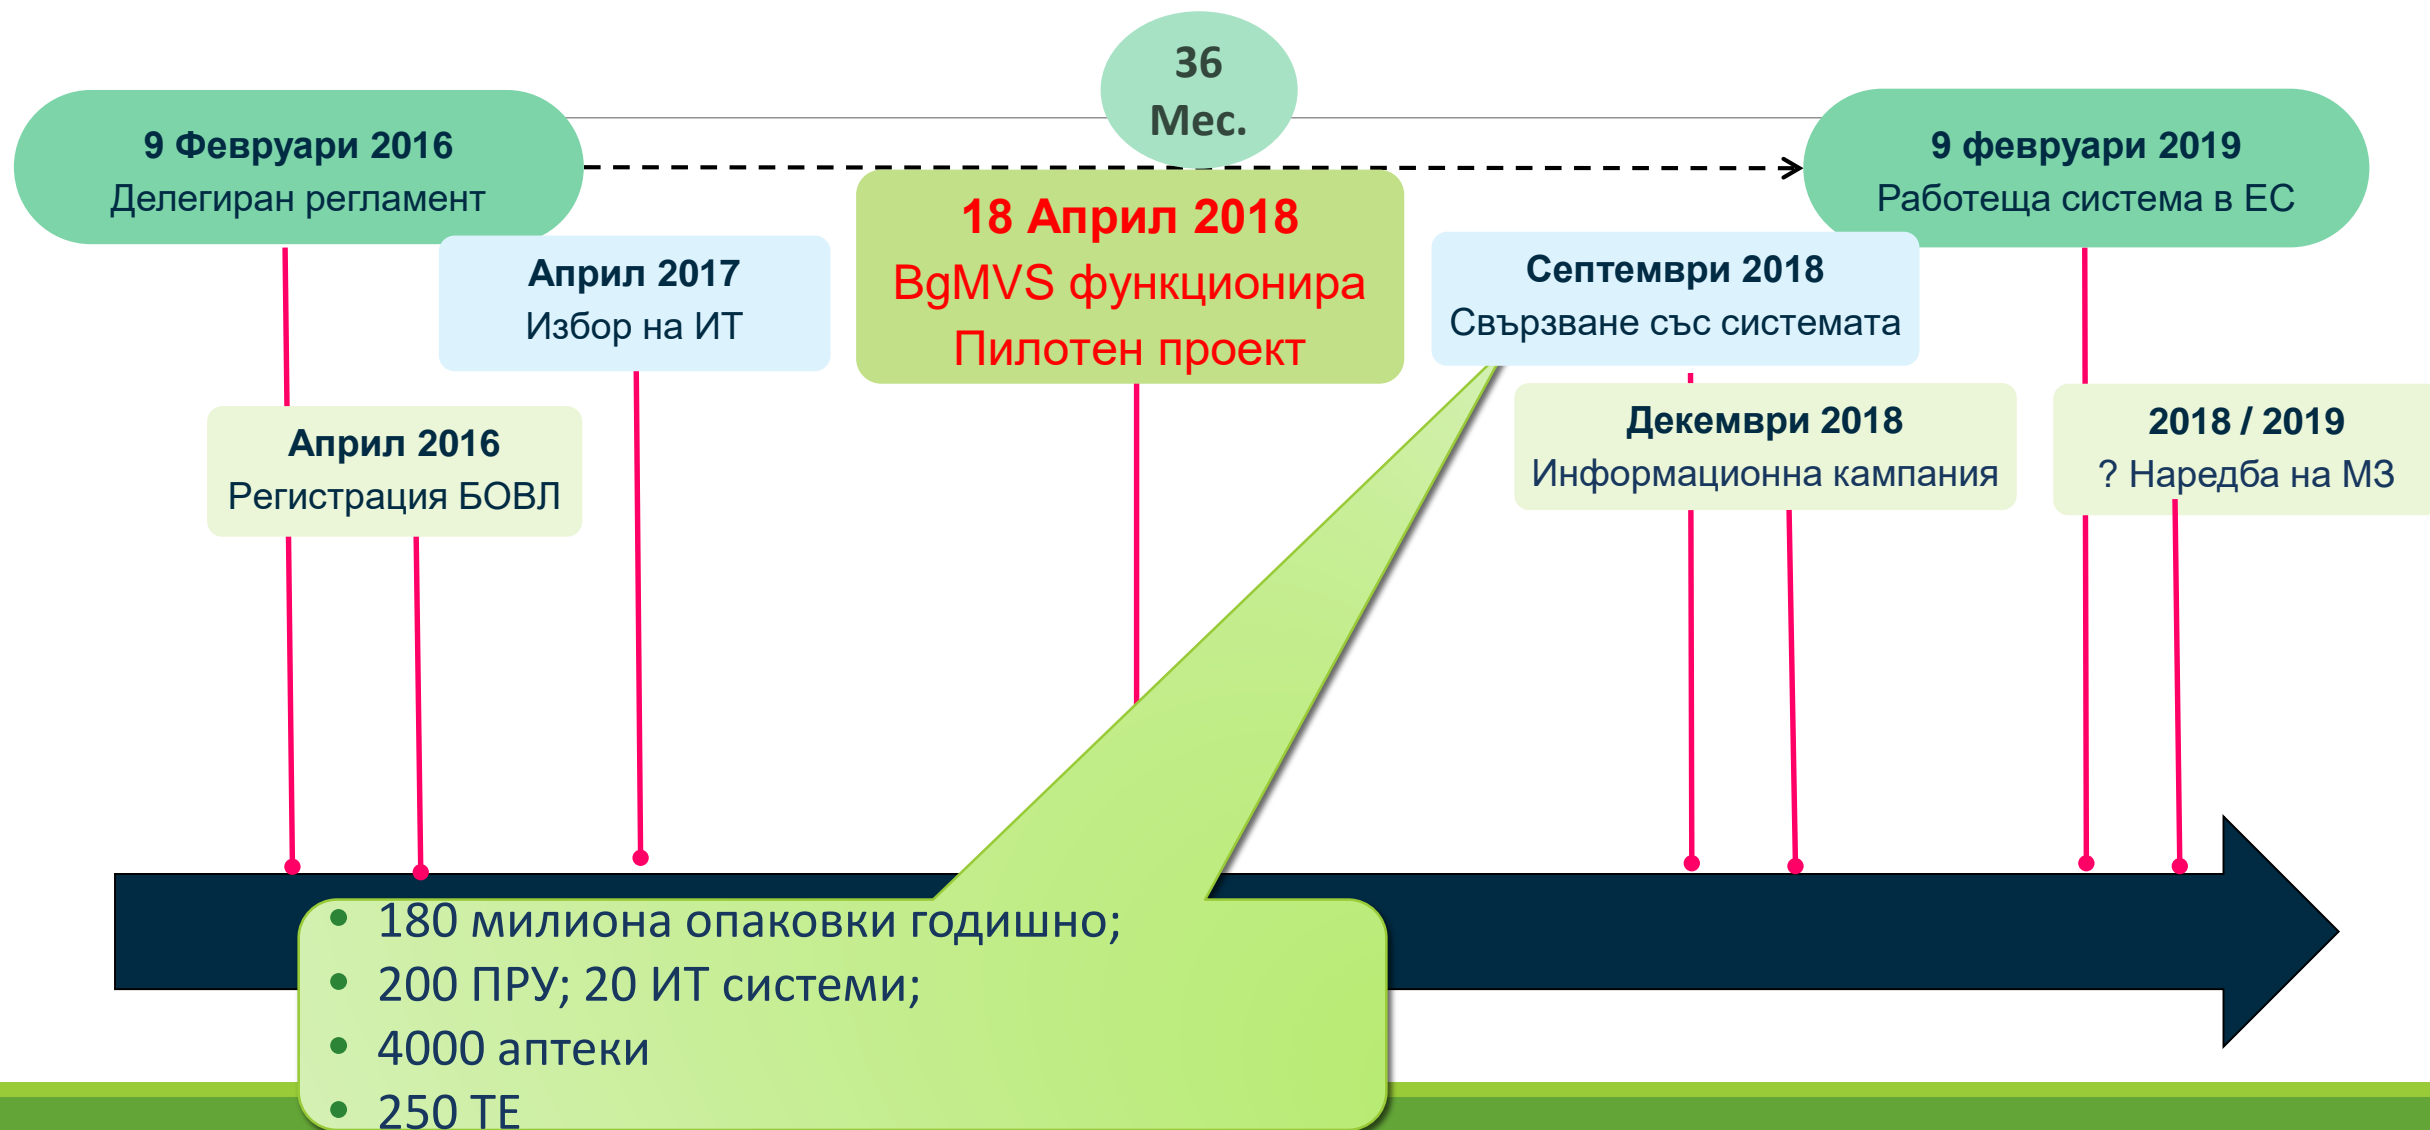 36
Мес.
9 Февруари 2016
Делегиран регламент
9 февруари 2019
Работеща система в ЕС
18 Април 2018
BgMVS функционира
Пилотен проект
Април 2017
Избор на ИТ
Септември 2018
Свързване със системата
Април 2016
Регистрация БОВЛ
Декември 2018
Информационна кампания
2018 / 2019
? Наредба на МЗ
• 180 милиона опаковки годишно;
• 200 ПРУ; 20 ИТ системи;
• 4000 аптеки
• 250 ТЕ